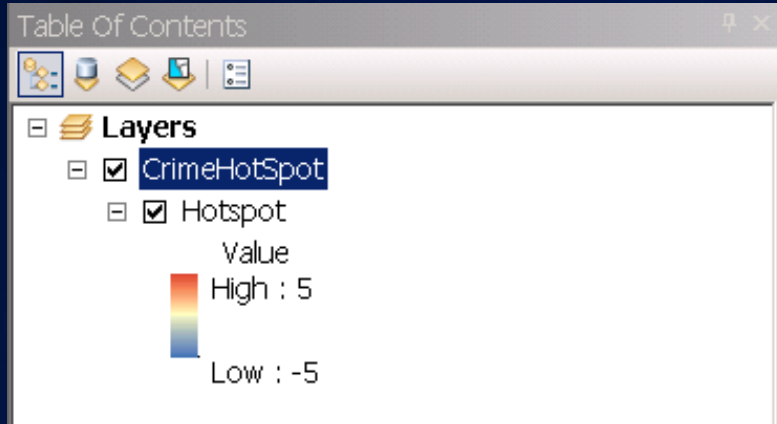 Table Of Contents
Layers
CrimeHotSpot
Hotspot
Value
High : 5
Low : -5